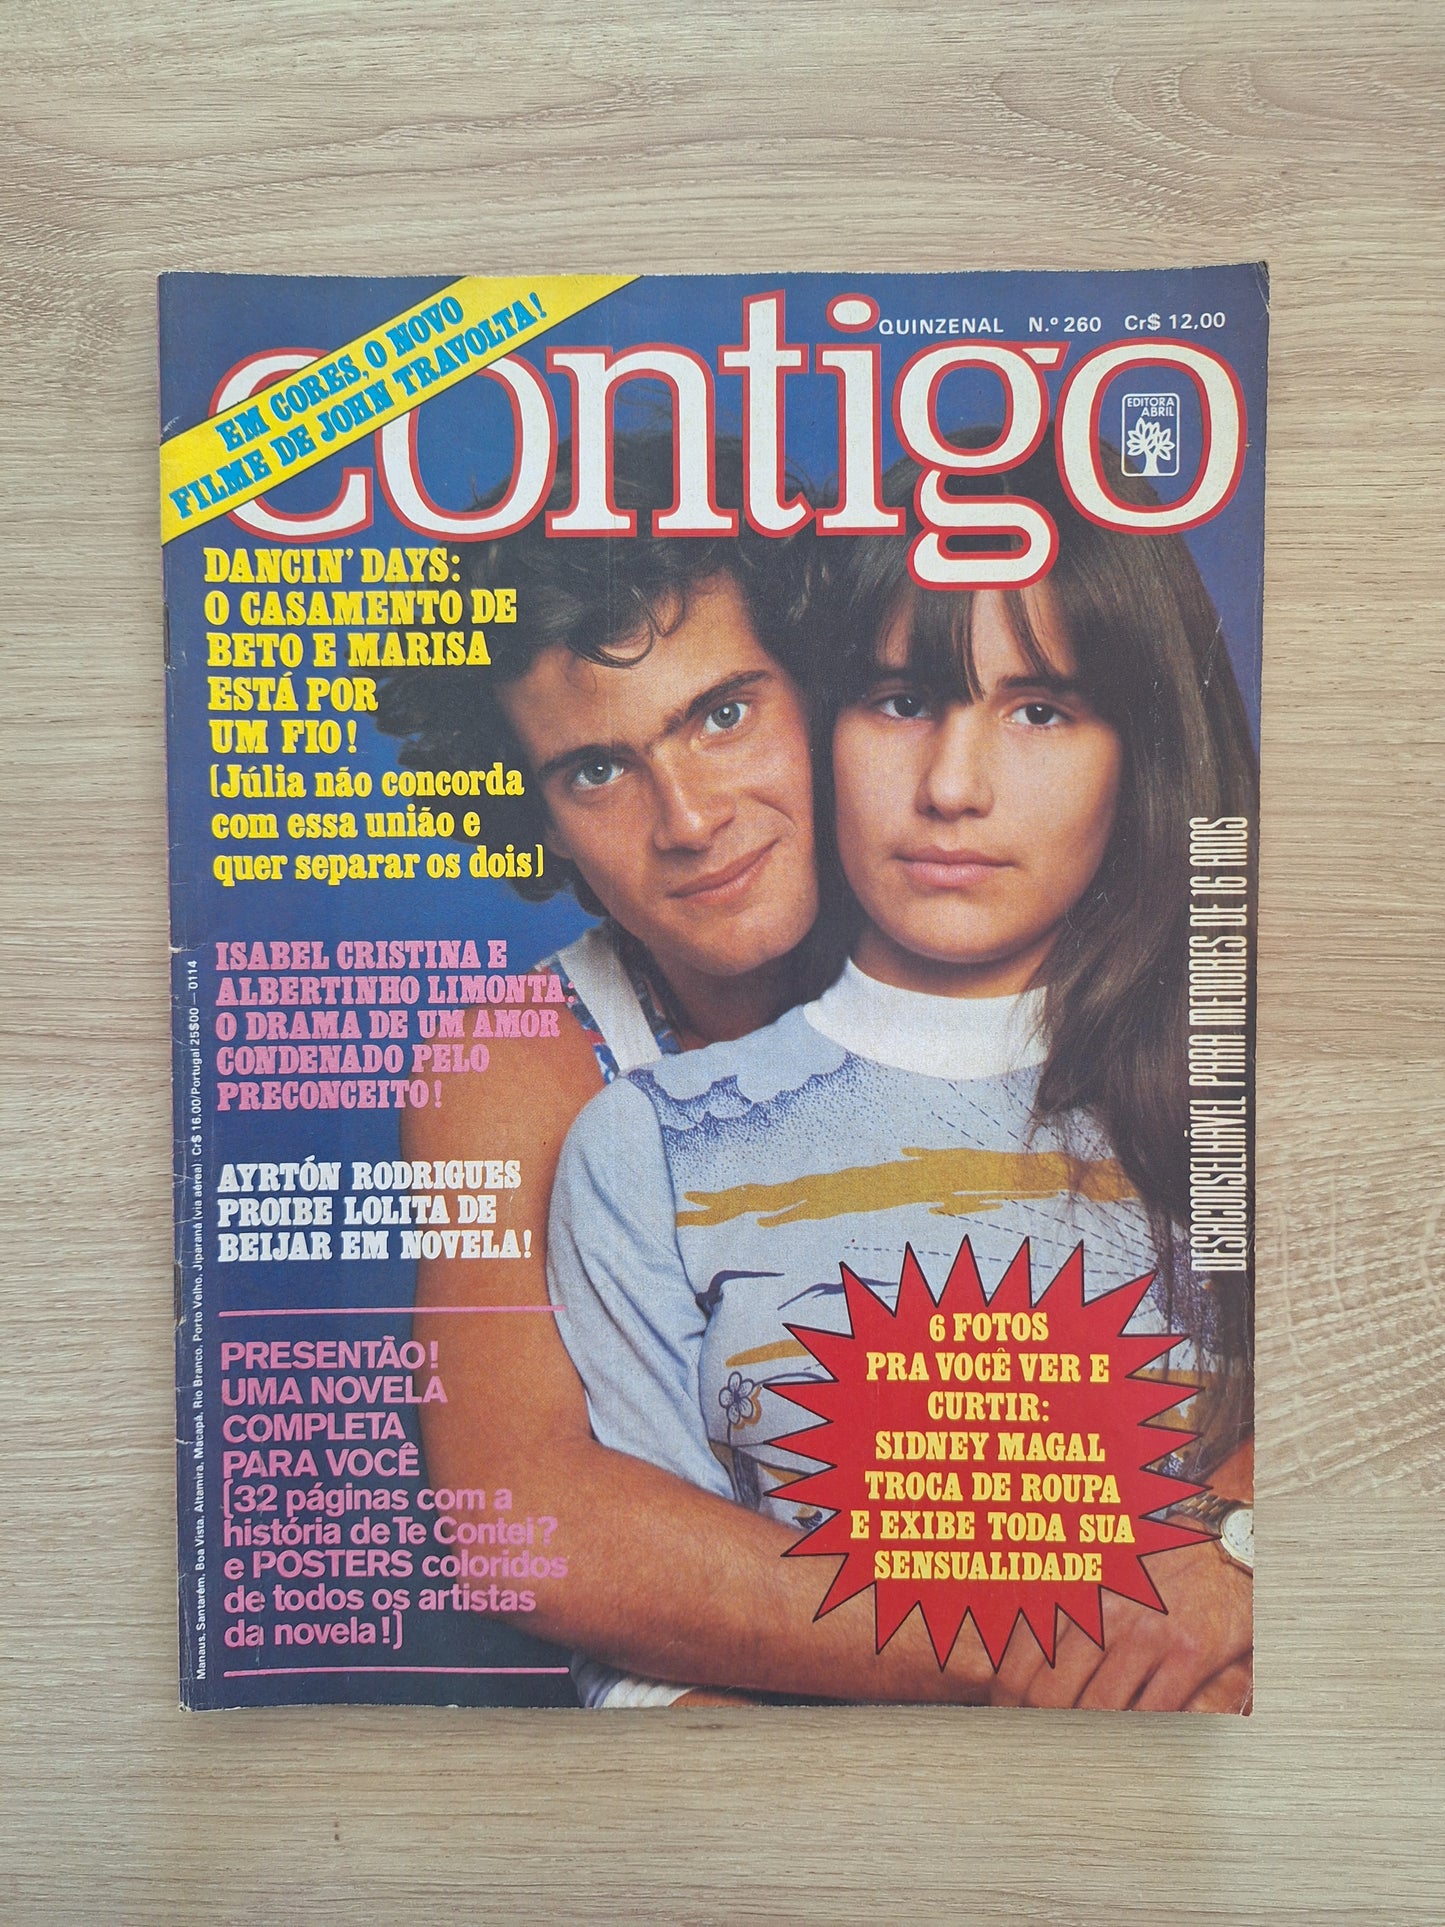 EM CORES, O NOVO
FILME DE JOHN TRAVOLTA!
QUINZENAL N.º 260 Cr$ 12,00
contigo
EDITORA
ABRIL
DANCIN' DAYS:
O CASAMENTO DE
BETO E MARISA
ESTÁ POR
UM FIO!
(Júlia não concorda
com essa união e
quer separar os dois)
ISABEL CRISTINA E
ALBERTINHO LIMONTA:
O DRAMA DE UM AMOR
CONDENADO PELO
PRECONCEITO!
AYRTÓN RODRIGUES
PROIBE LOLITA DE
BEIJAR EM NOVELA!
PRESENTÃO!
UMA NOVELA
COMPLETA
PARA VOCÊ
(32 páginas com a
história de Te Contei?
e POSTERS coloridos
de todos os artistas
da novela!)
6 FOTOS
PRA VOCÊ VER E
CURTIR:
SIDNEY MAGAL
TROCA DE ROUPA
E EXIBE TODA SUA
SENSUALIDADE
DESACONSELHÁVEL PARA MENORES DE 16 ANOS
Manaus, Santarém, Boa Vista, Altamira, Macapá, Rio Branco, Porto Velho, Jiparaná (via aérea): Cr$ 16,00/Portugal 25$00 — 0114